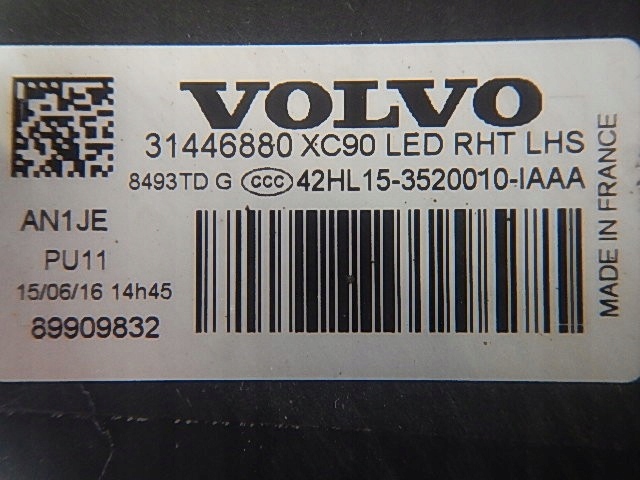 VOLVO
31446880 XC90 LED RHT LHS
8493TD G CCC 42HL15-3520010-IAAA
AN1JE
PU11
15/06/16 14h45
89909832
MADE IN FRANCE